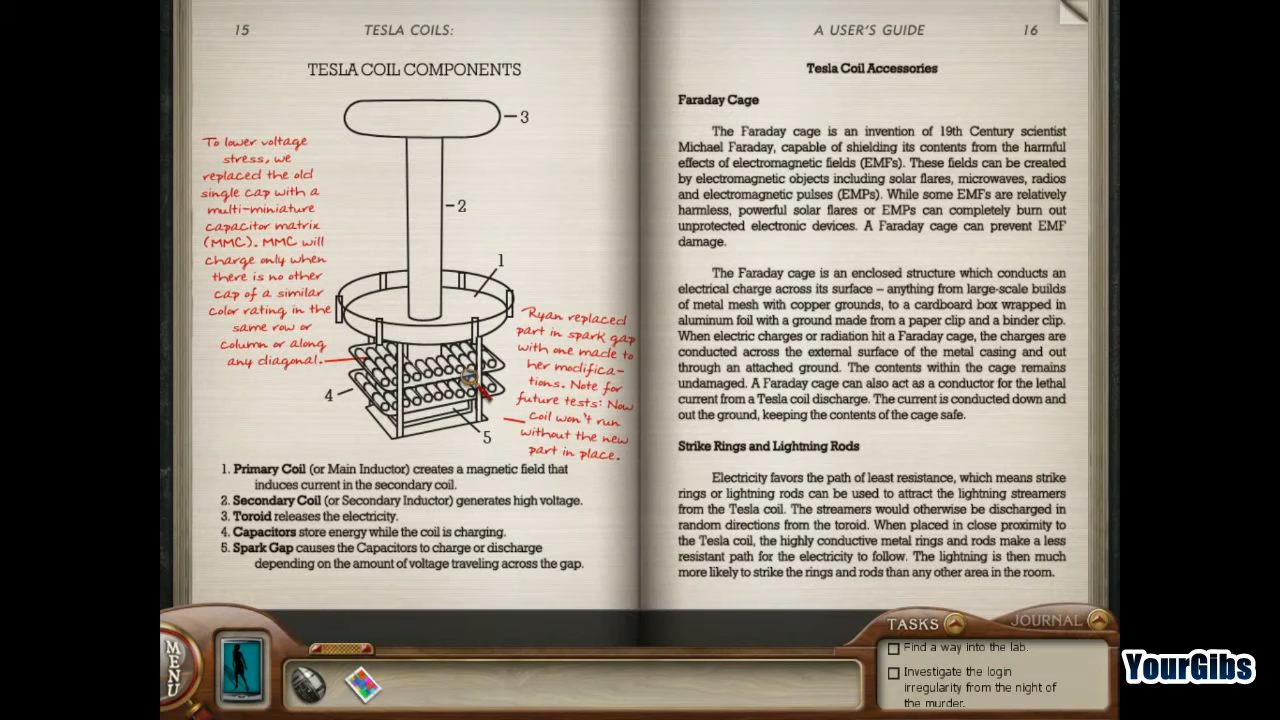 15
TESLA COILS:
TESLA COIL COMPONENTS
3
To lower voltage
stress, we
replaced the old
single cap with a
multi-miniature
capacitor matrix
(MMC). MMC will
charge only when
there is no other
cap of a similar
color rating in the
same row or
column or along
any diagonal.
2
1
Ryan replaced
part in spark gap
with one made to
her modifica-
tions. Note for
future tests: Now
coil won't run
without the new
part in place.
4
5
1. Primary Coil (or Main Inductor) creates a magnetic field that
induces current in the secondary coil.
2. Secondary Coil (or Secondary Inductor) generates high voltage.
3. Toroid releases the electricity.
4. Capacitors store energy while the coil is charging.
5. Spark Gap causes the Capacitors to charge or discharge
depending on the amount of voltage traveling across the gap.
A USER'S GUIDE
16
Tesla Coil Accessories
Faraday Cage
The Faraday cage is an invention of 19th Century scientist
Michael Faraday, capable of shielding its contents from the harmful
effects of electromagnetic fields (EMFs). These fields can be created
by electromagnetic objects including solar flares, microwaves, radios
and electromagnetic pulses (EMPs). While some EMFs are relatively
harmless, powerful solar flares or EMPs can completely burn out
unprotected electronic devices. A Faraday cage can prevent EMF
damage.
The Faraday cage is an enclosed structure which conducts an
electrical charge across its surface – anything from large-scale builds
of metal mesh with copper grounds, to a cardboard box wrapped in
aluminum foil with a ground made from a paper clip and a binder clip.
When electric charges or radiation hit a Faraday cage, the charges are
conducted across the external surface of the metal casing and out
through an attached ground. The contents within the cage remains
undamaged. A Faraday cage can also act as a conductor for the lethal
current from a Tesla coil discharge. The current is conducted down and
out the ground, keeping the contents of the cage safe.
Strike Rings and Lightning Rods
Electricity favors the path of least resistance, which means strike
rings or lightning rods can be used to attract the lightning streamers
from the Tesla coil. The streamers would otherwise be discharged in
random directions from the toroid. When placed in close proximity to
the Tesla coil, the highly conductive metal rings and rods make a less
resistant path for the electricity to follow. The lightning is then much
more likely to strike the rings and rods than any other area in the room.
MENU
TASKS
JOURNAL
Find a way into the lab.
Investigate the login
irregularity from the night of
the murder.
YourGibs